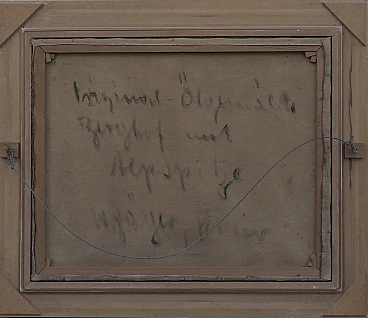 Original-Ölgemälde
Berghof mit
Alpspitze